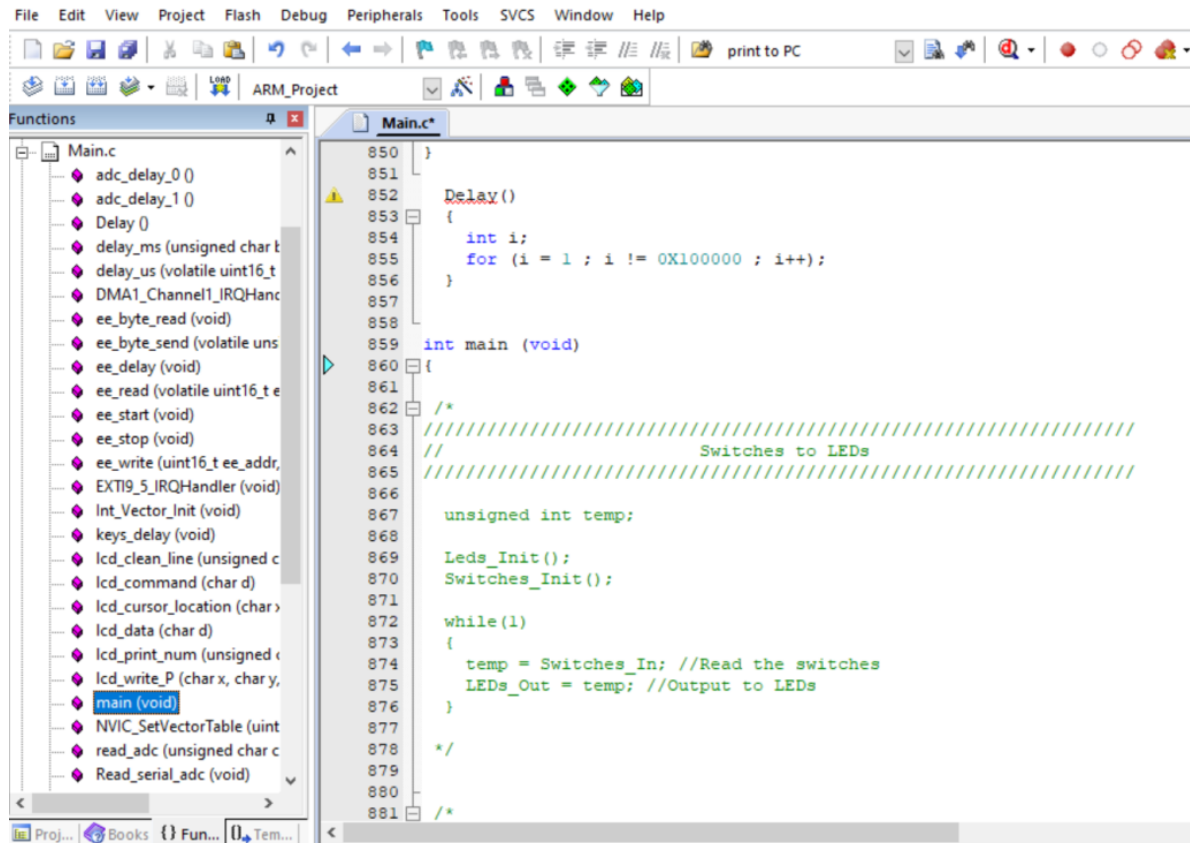 File Edit View Project Flash Debug Peripherals Tools SVCS Window Help
print to PC
LOAD ARM_Project
Functions
Main.c
adc_delay_0 ()
adc_delay_1 ()
Delay ()
delay_ms (unsigned char b
delay_us (volatile uint16_t
DMA1_Channel1_IRQHand
ee_byte_read (void)
ee_byte_send (volatile uns
ee_delay (void)
ee_read (volatile uint16_t e
ee_start (void)
ee_stop (void)
ee_write (uint16_t ee_addr,
EXTI9_5_IRQHandler (void)
Int_Vector_Init (void)
keys_delay (void)
lcd_clean_line (unsigned c
lcd_command (char d)
lcd_cursor_location (char x
lcd_data (char d)
lcd_print_num (unsigned c
lcd_write_P (char x, char y,
main (void)
NVIC_SetVectorTable (uint
read_adc (unsigned char c
Read_serial_adc (void)
Proj... Books {} Fun... 0 Tem...
Main.c*
850 }
851
852 Delay()
853 {
854 int i;
855 for (i = 1 ; i != 0X100000 ; i++);
856 }
857
858
859 int main (void)
860 {
861
862 /*
863 ///////////////////////////////////////////////////////////////////
864 // Switches to LEDs
865 ///////////////////////////////////////////////////////////////////
866
867 unsigned int temp;
868
869 Leds_Init();
870 Switches_Init();
871
872 while(1)
873 {
874 temp = Switches_In; //Read the switches
875 LEDs_Out = temp; //Output to LEDs
876 }
877
878 */
879
880
881 /*